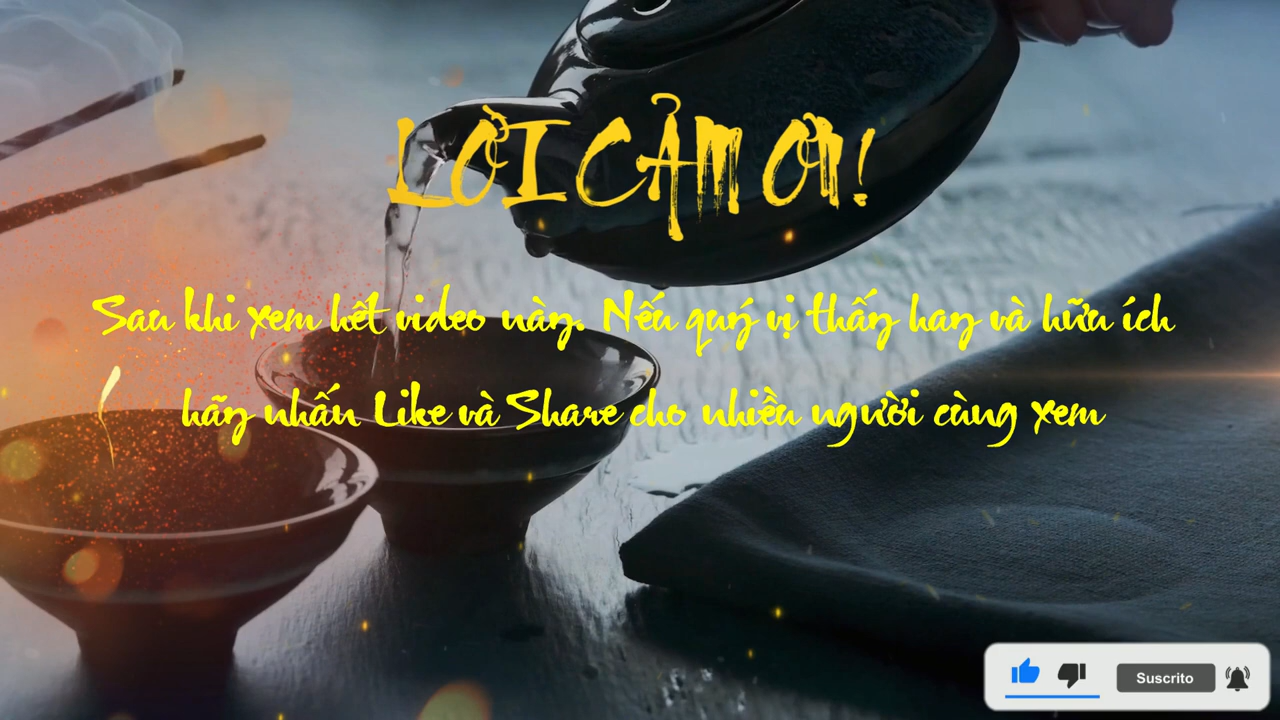 LỜI CẢM ƠN!
Sau khi xem hết video này. Nếu quý vị thấy hay và hữu ích
hãy nhấn Like và Share cho nhiều người cùng xem
Suscrito